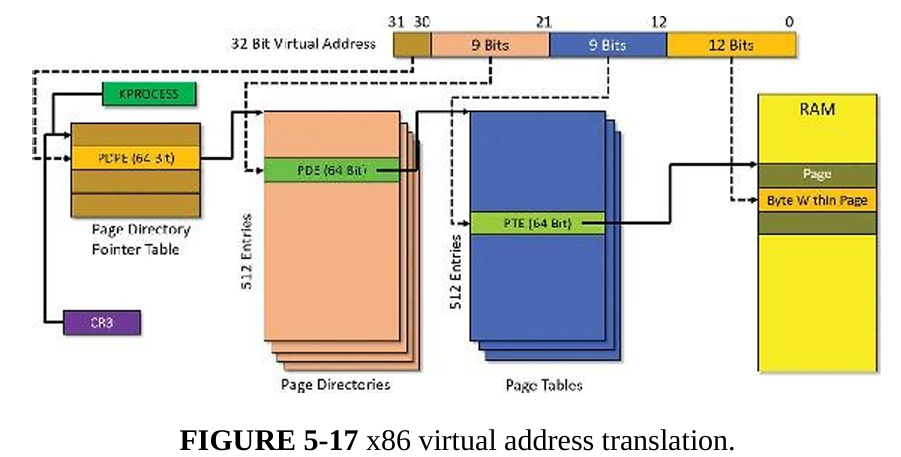 31 30 21 12 0
32 Bit Virtual Address 9 Bits 9 Bits 12 Bits
KPROCESS
RAM
PDPE (64 Bit)
PDE (64 Bit)
Page
Byte Within Page
PTE (64 Bit)
Page Directory
Pointer Table
512 Entries
512 Entries
CR3
Page Directories
Page Tables
FIGURE 5-17 x86 virtual address translation.